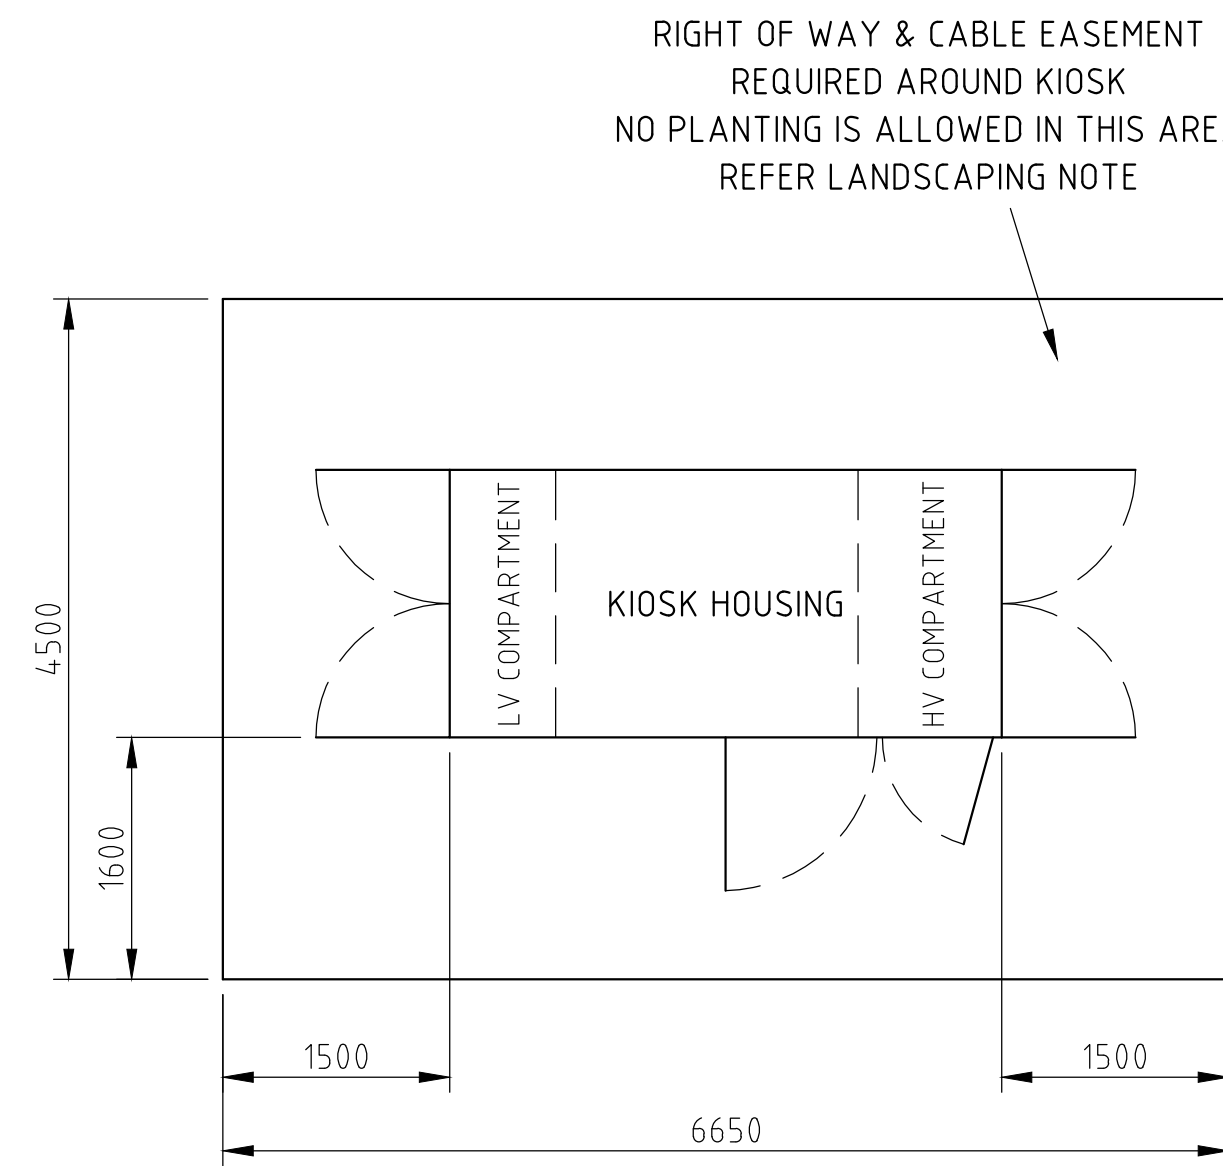 RIGHT OF WAY & CABLE EASEMENT
REQUIRED AROUND KIOSK
NO PLANTING IS ALLOWED IN THIS ARE
REFER LANDSCAPING NOTE
4500
1600
LV COMPARTMENT
KIOSK HOUSING
HV COMPARTMENT
1500
1500
6650